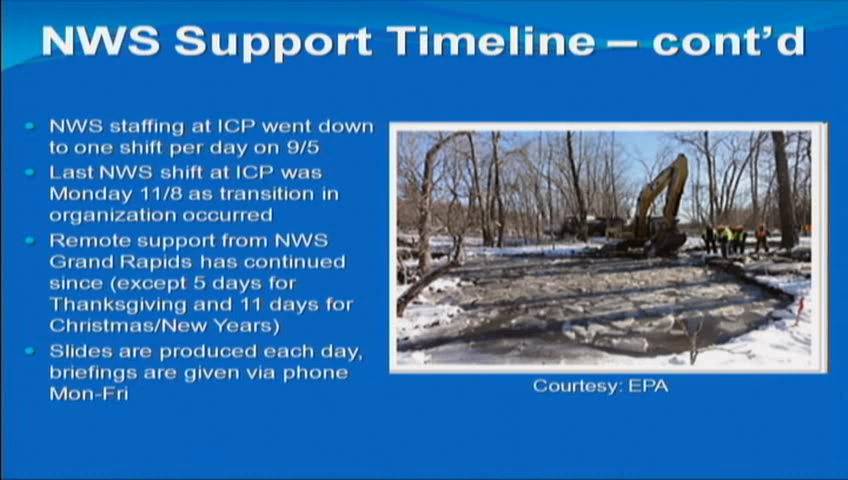 NWS Support Timeline – cont'd
NWS staffing at ICP went down
to one shift per day on 9/5
Last NWS shift at ICP was
Monday 11/8 as transition in
organization occurred
Remote support from NWS
Grand Rapids has continued
since (except 5 days for
Thanksgiving and 11 days for
Christmas/New Years)
Slides are produced each day,
briefings are given via phone
Mon-Fri
Courtesy: EPA